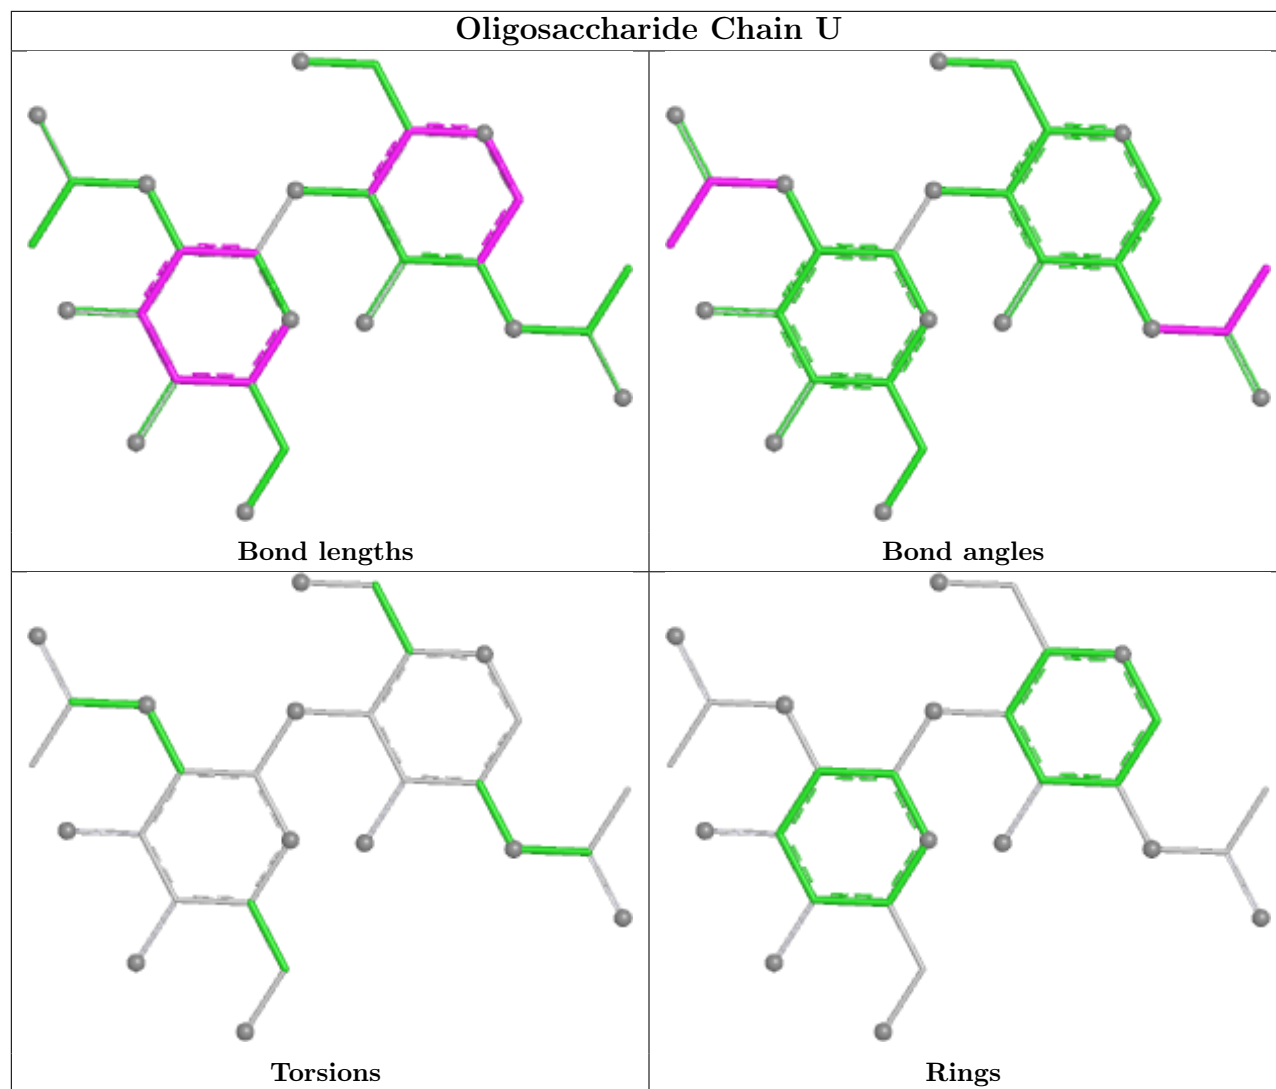 Oligosaccharide Chain U
Bond lengths
Bond angles
Torsions
Rings